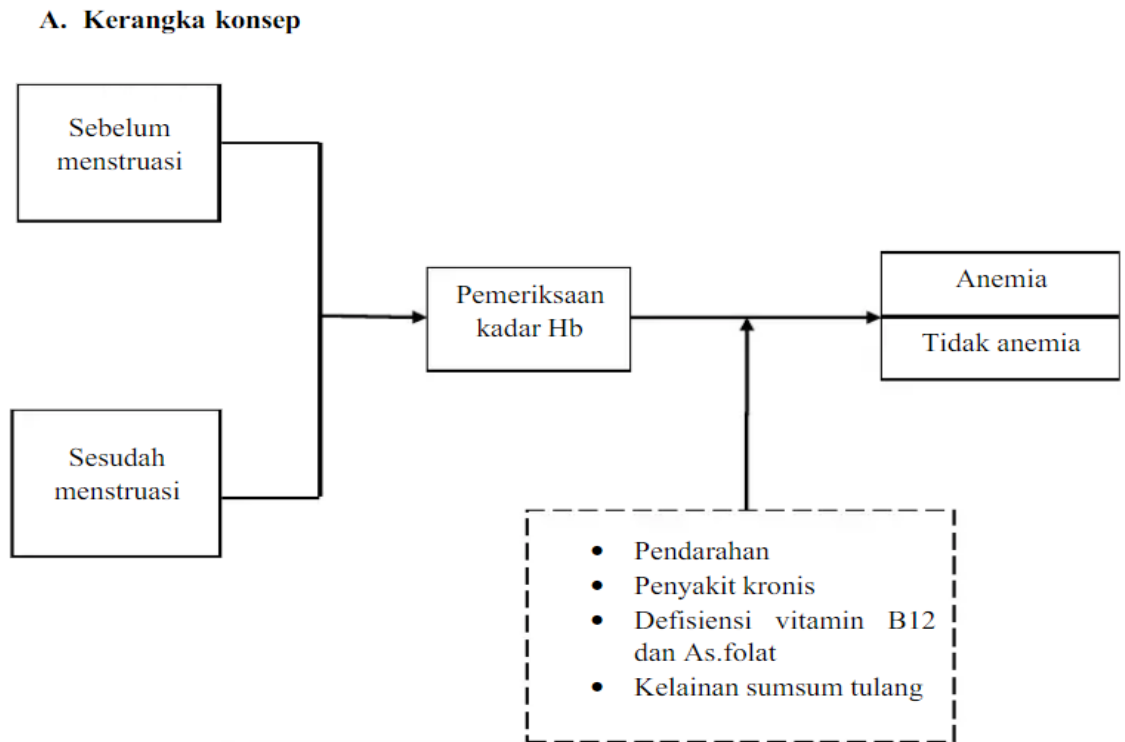 A. Kerangka konsep
Sebelum
menstruasi
Pemeriksaan
kadar Hb
Anemia
Tidak anemia
Sesudah
menstruasi
• Pendarahan
• Penyakit kronis
• Defisiensi vitamin B12
dan As.folat
• Kelainan sumsum tulang